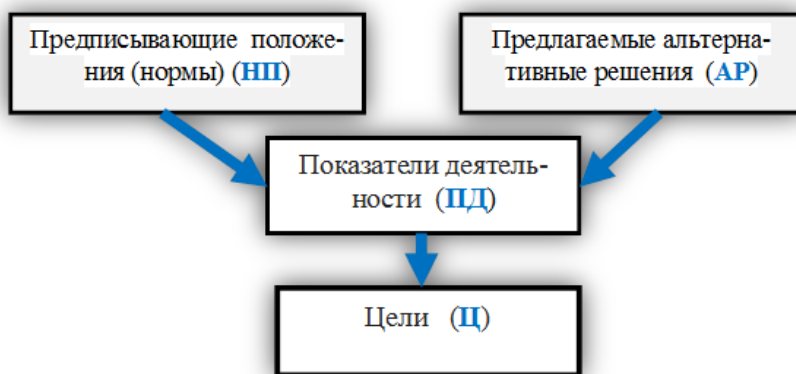 Предписывающие положе-
ния (нормы) (НП)
Предлагаемые альтерна-
тивные решения (АР)
Показатели деятель-
ности (ПД)
Цели (Ц)